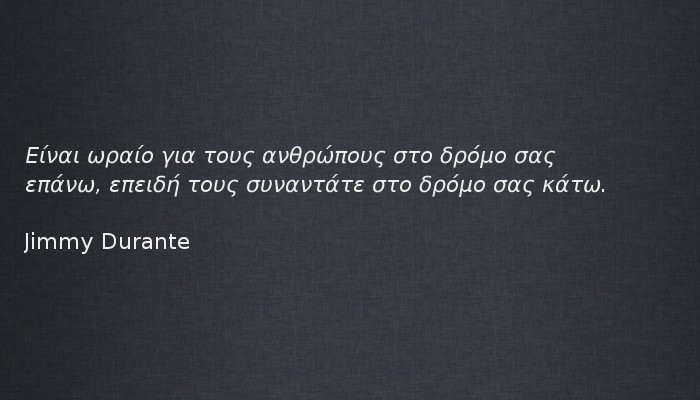 Είναι ωραίο για τους ανθρώπους στο δρόμο σας
επάνω, επειδή τους συναντάτε στο δρόμο σας κάτω.
Jimmy Durante